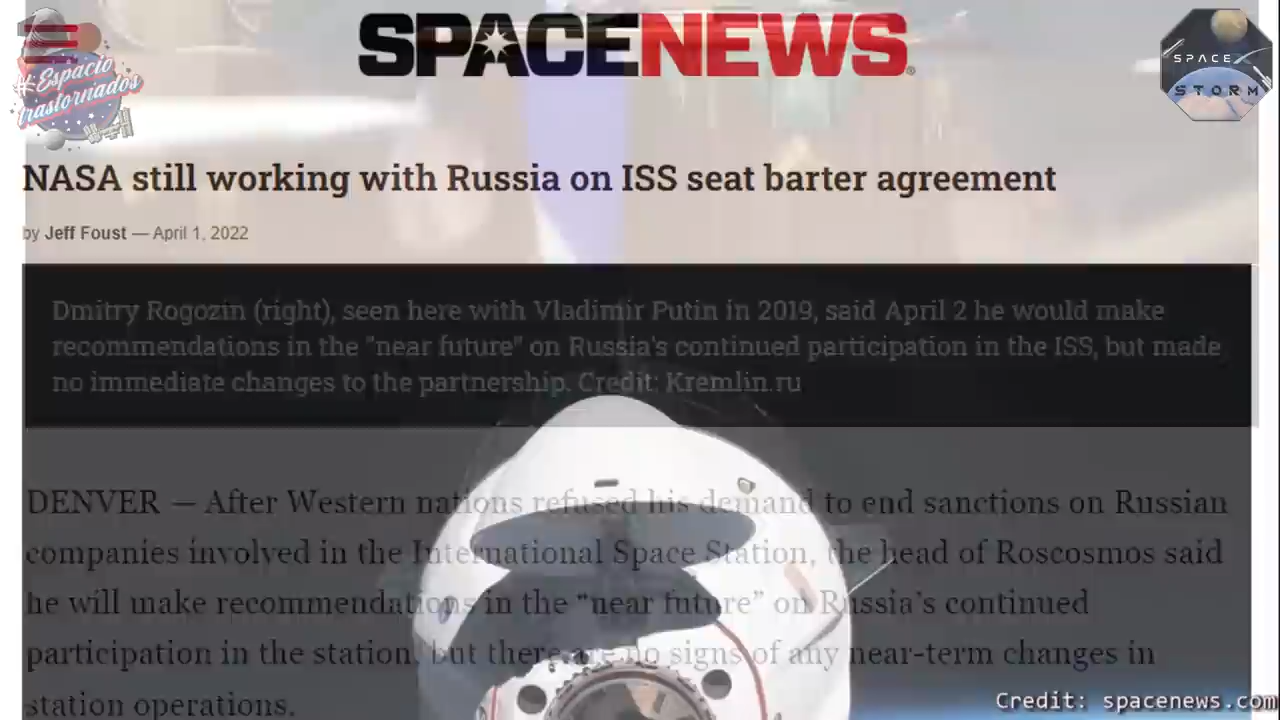 SPACENEWS
#Espacio
trastornados
SPACE X
STORM
NASA still working with Russia on ISS seat barter agreement
by Jeff Foust — April 1, 2022
Dmitry Rogozin (right), seen here with Vladimir Putin in 2019, said April 2 he would make
recommendations in the "near future" on Russia's continued participation in the ISS, but made
no immediate changes to the partnership. Credit: Kremlin.ru
DENVER — After Western nations refused his demand to end sanctions on Russian
companies involved in the International Space Station, the head of Roscosmos said
he will make recommendations in the “near future” on Russia’s continued
participation in the station, but there are no signs of any near-term changes in
station operations.
Credit: spacenews.com